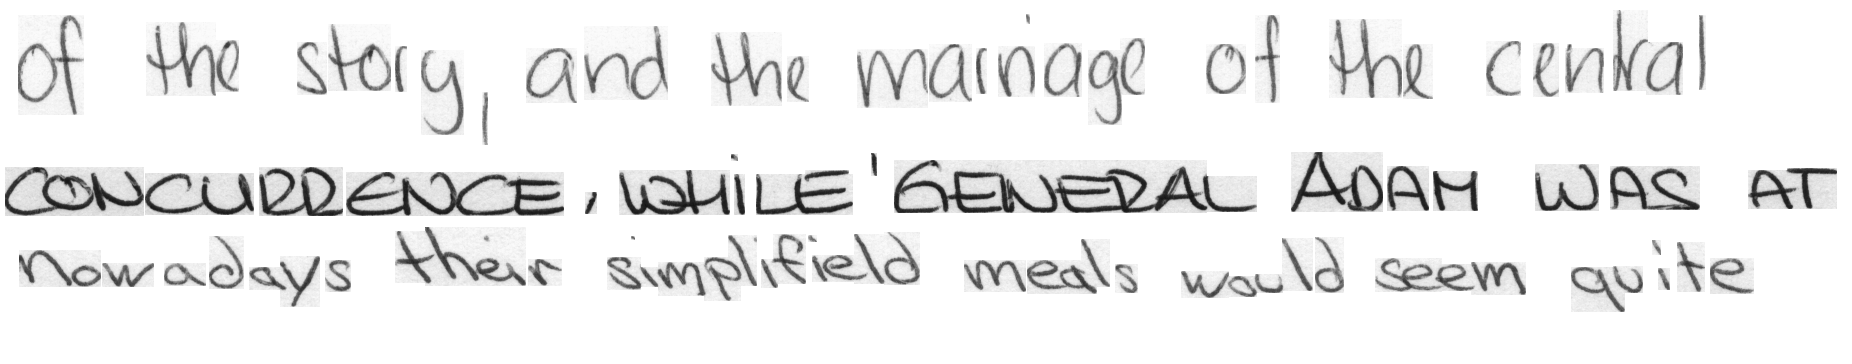 of the story, and the marriage of the central
CONCURRENCE, WHILE 'GENERAL ADAM WAS AT
nowadays their simplifield meals would seem quite